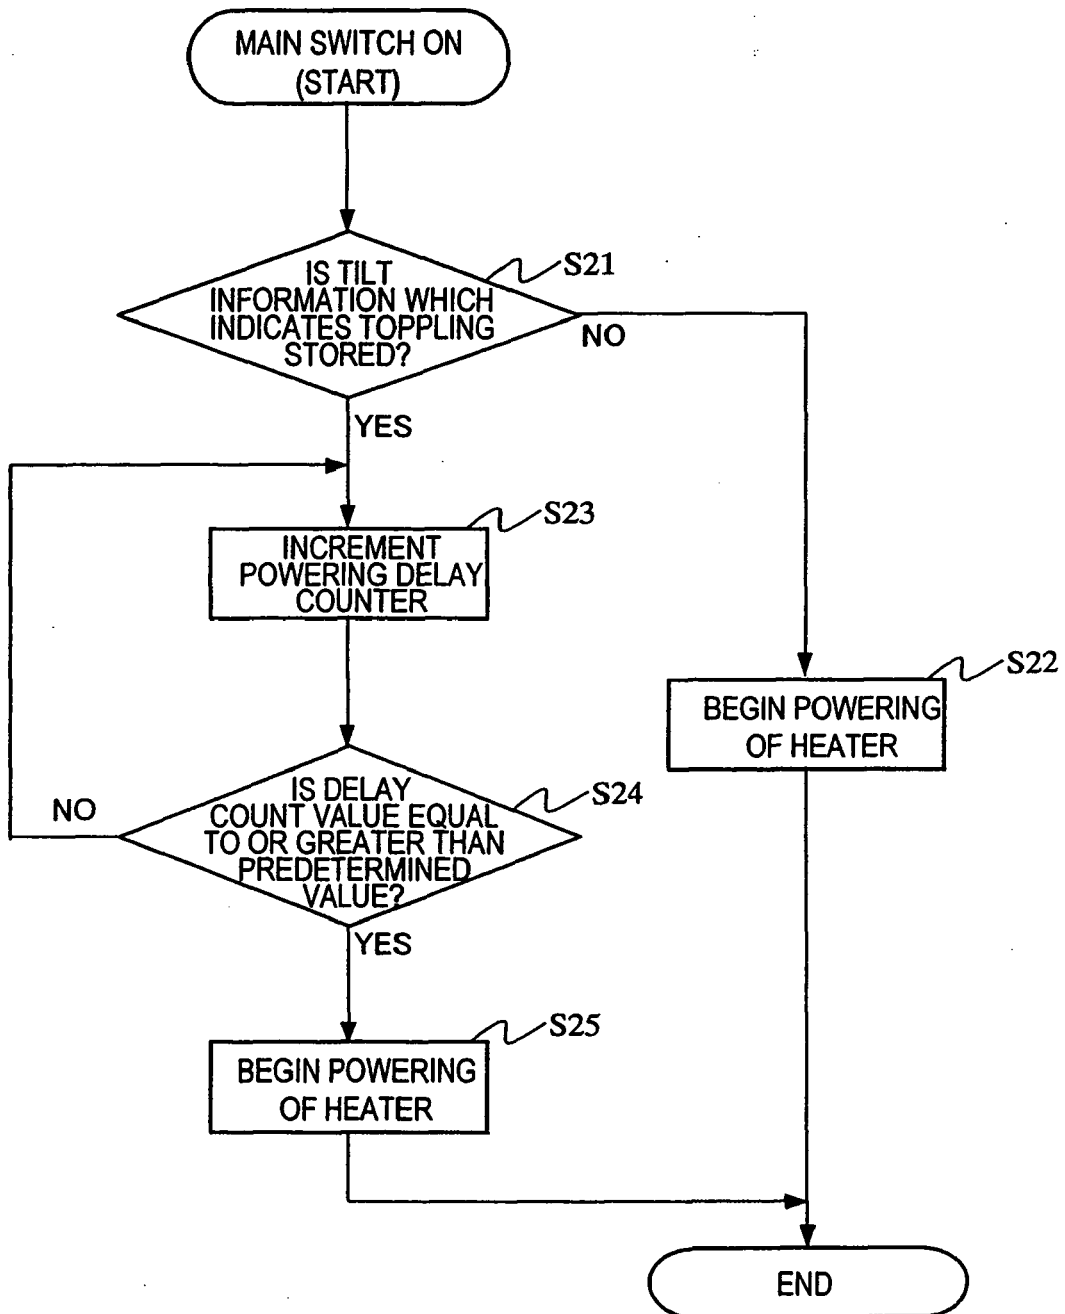 MAIN SWITCH ON
(START)
S21
IS TILT
INFORMATION WHICH
INDICATES TOPPLING
STORED?
NO
YES
S23
INCREMENT
POWERING DELAY
COUNTER
S22
BEGIN POWERING
OF HEATER
S24
IS DELAY
COUNT VALUE EQUAL
TO OR GREATER THAN
PREDETERMINED
VALUE?
NO
YES
S25
BEGIN POWERING
OF HEATER
END